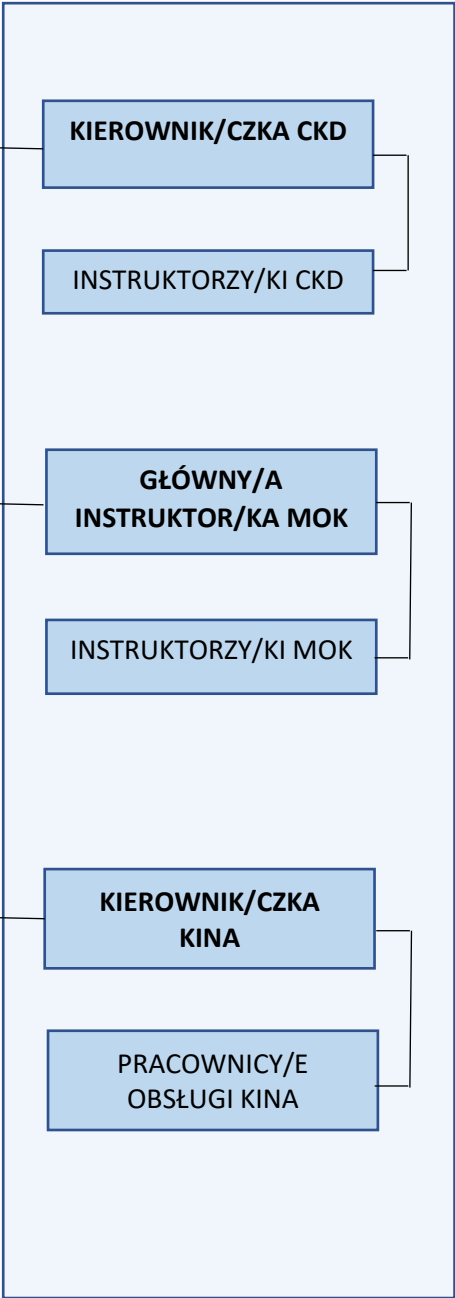 KIEROWNIK/CZKA CKD
INSTRUKTORZY/KI CKD
GŁÓWNY/A
INSTRUKTOR/KA MOK
INSTRUKTORZY/KI MOK
KIEROWNIK/CZKA
KINA
PRACOWNICY/E
OBSŁUGI KINA